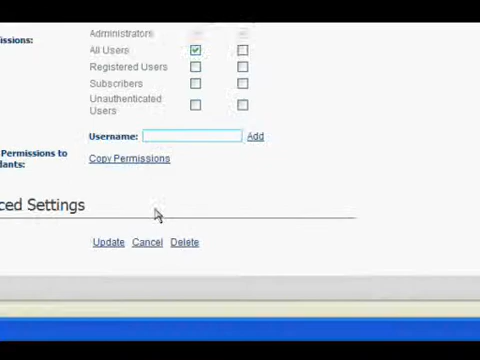 issions:
Administrators
All Users
Registered Users
Subscribers
Unauthenticated
Users
Username: Add
Permissions to
dants:
Copy Permissions
ced Settings
Update Cancel Delete